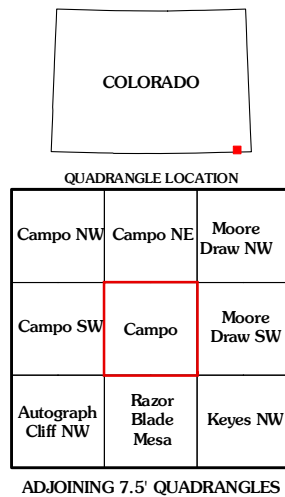 COLORADO
QUADRANGLE LOCATION
Campo NW
Campo NE
Moore
Draw NW
Campo SW
Campo
Moore
Draw SW
Autograph
Cliff NW
Razor
Blade
Mesa
Keyes NW
ADJOINING 7.5' QUADRANGLES